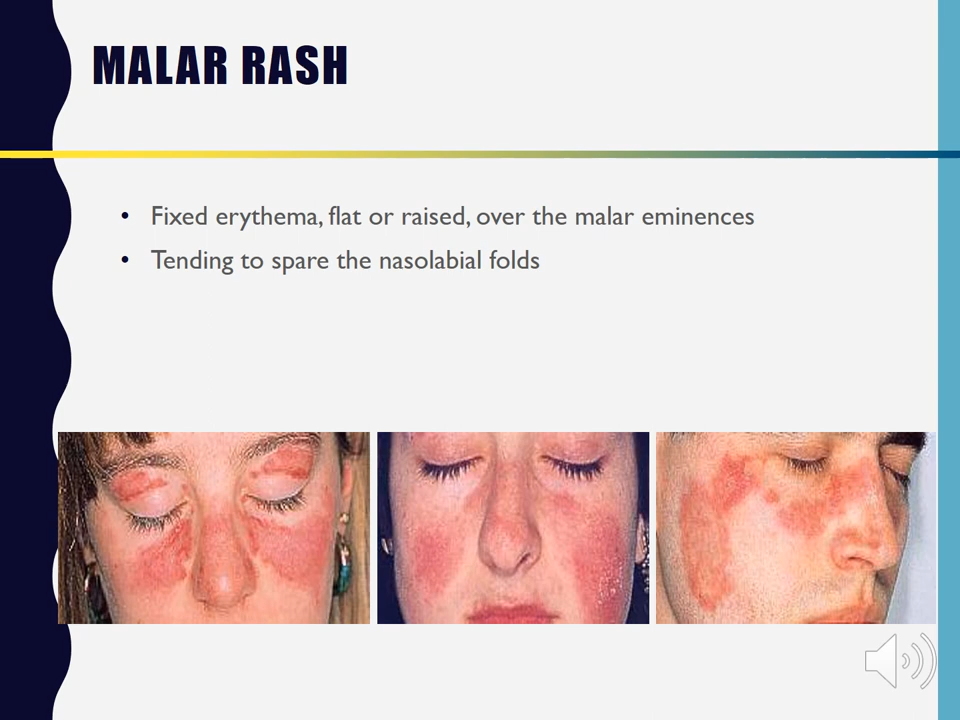 MALAR RASH
• Fixed erythema, flat or raised, over the malar eminences
• Tending to spare the nasolabial folds